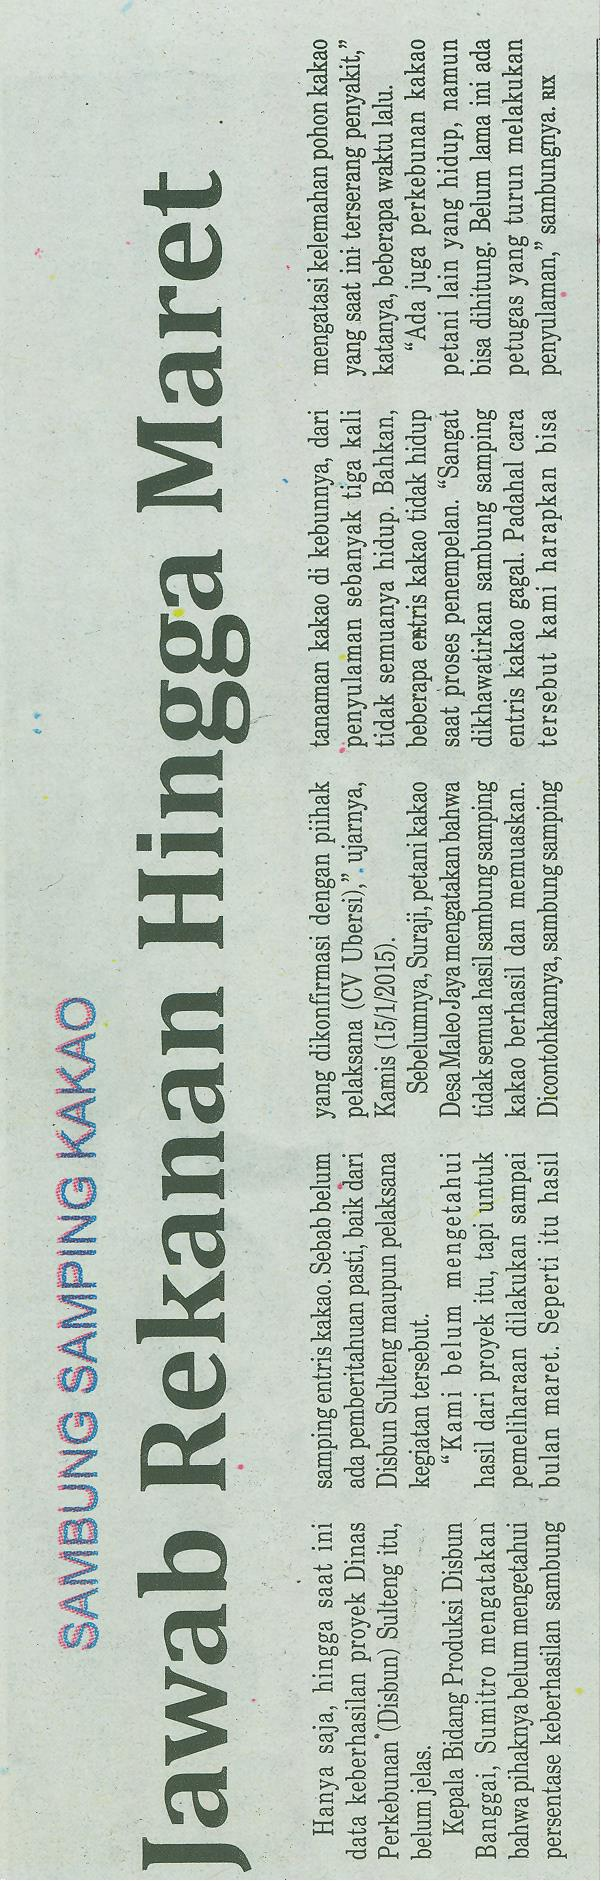 SAMBUNG SAMPING KAKAO
Jawab Rekanan Hingga Maret
Hanya saja, hingga saat ini
data keberhasilan proyek Dinas
Perkebunan (Disbun) Sulteng itu,
belum jelas.
Kepala Bidang Produksi Disbun
Banggai, Sumitro mengatakan
bahwa pihaknya belum mengetahui
persentase keberhasilan sambung
samping entris kakao. Sebab belum
ada pemberitahuan pasti, baik dari
Disbun Sulteng maupun pelaksana
kegiatan tersebut.
“Kami belum mengetahui
hasil dari proyek itu, tapi untuk
pemeliharaan dilakukan sampai
bulan maret. Seperti itu hasil
yang dikonfirmasi dengan piihak
pelaksana (CV Ubersi),” ujarnya,
Kamis (15/1/2015).
Sebelumnya, Suraji, petani kakao
Desa Maleo Jaya mengatakan bahwa
tidak semua hasil sambung samping
kakao berhasil dan memuaskan.
Dicontohkannya, sambung samping
tanaman kakao di kebunnya, dari
penyulaman sebanyak tiga kali
tidak semuanya hidup. Bahkan,
beberapa entris kakao tidak hidup
saat proses penempelan. “Sangat
dikhawatirkan sambung samping
entris kakao gagal. Padahal cara
tersebut kami harapkan bisa
mengatasi kelemahan pohon kakao
yang saat ini terserang penyakit,”
katanya, beberapa waktu lalu.
“Ada juga perkebunan kakao
petani lain yang hidup, namun
bisa dihitung. Belum lama ini ada
petugas yang turun melakukan
penyulaman,” sambungnya. RIX